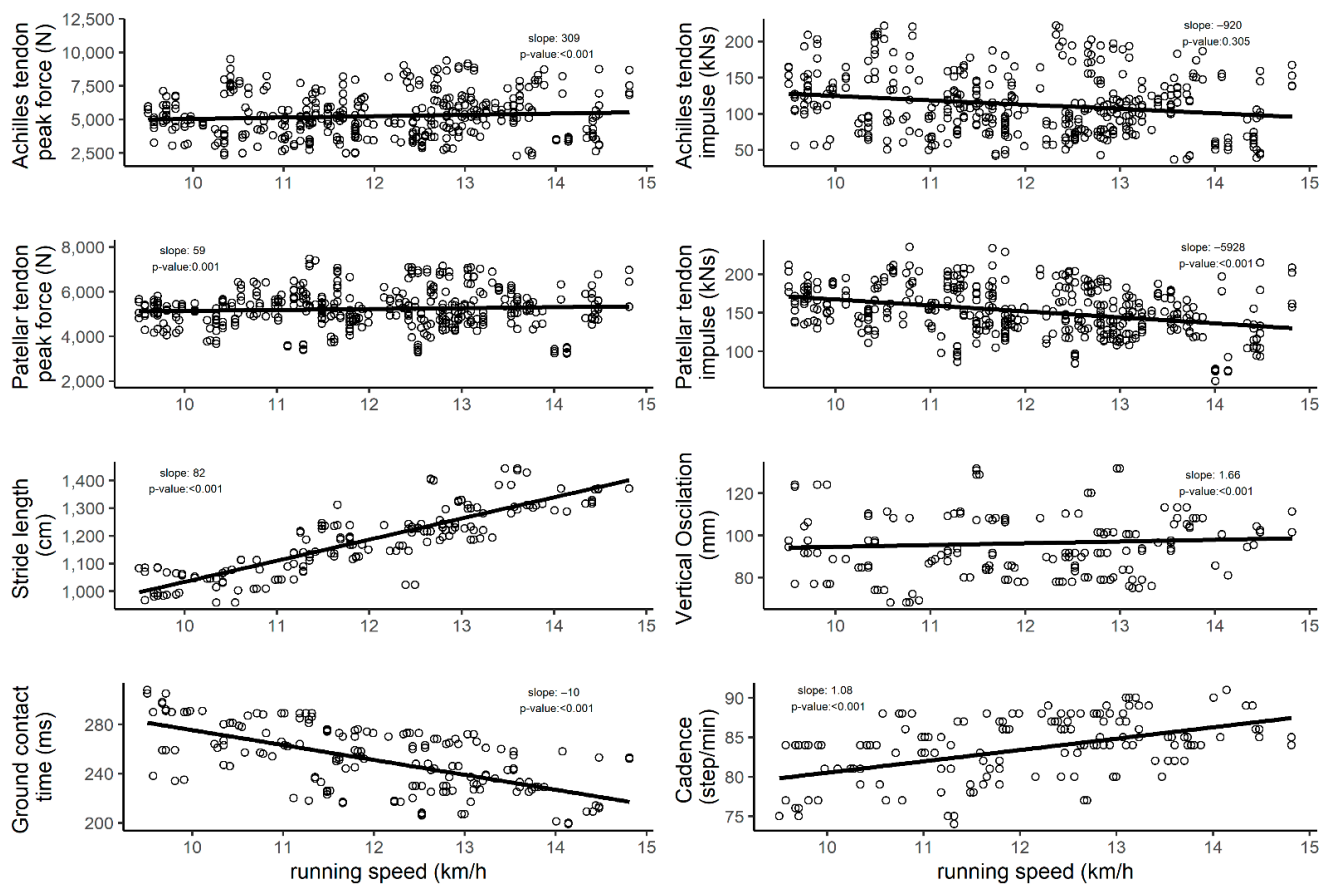 Achilles tendon
peak force (N)
12,500
10,000
7,500
5,000
2,500
slope: 309
p-value:<0.001
10 11 12 13 14 15
Achilles tendon
impulse (kNs)
200
150
100
50
slope: −920
p-value:0.305
10 11 12 13 14 15
Patellar tendon
peak force (N)
8,000
6,000
4,000
2,000
slope: 59
p-value:0.001
10 11 12 13 14 15
Patellar tendon
impulse (kNs)
200
150
100
slope: −5928
p-value:<0.001
10 11 12 13 14 15
Stride length
(cm)
1,400
1,300
1,200
1,100
1,000
slope: 82
p-value:<0.001
10 11 12 13 14 15
Vertical Oscilation
(mm)
120
100
80
slope: 1.66
p-value:<0.001
10 11 12 13 14 15
Ground contact
time (ms)
280
240
200
slope: −10
p-value:<0.001
10 11 12 13 14 15
running speed (km/h
Cadence
(step/min)
90
85
80
75
slope: 1.08
p-value:<0.001
10 11 12 13 14 15
running speed (km/h